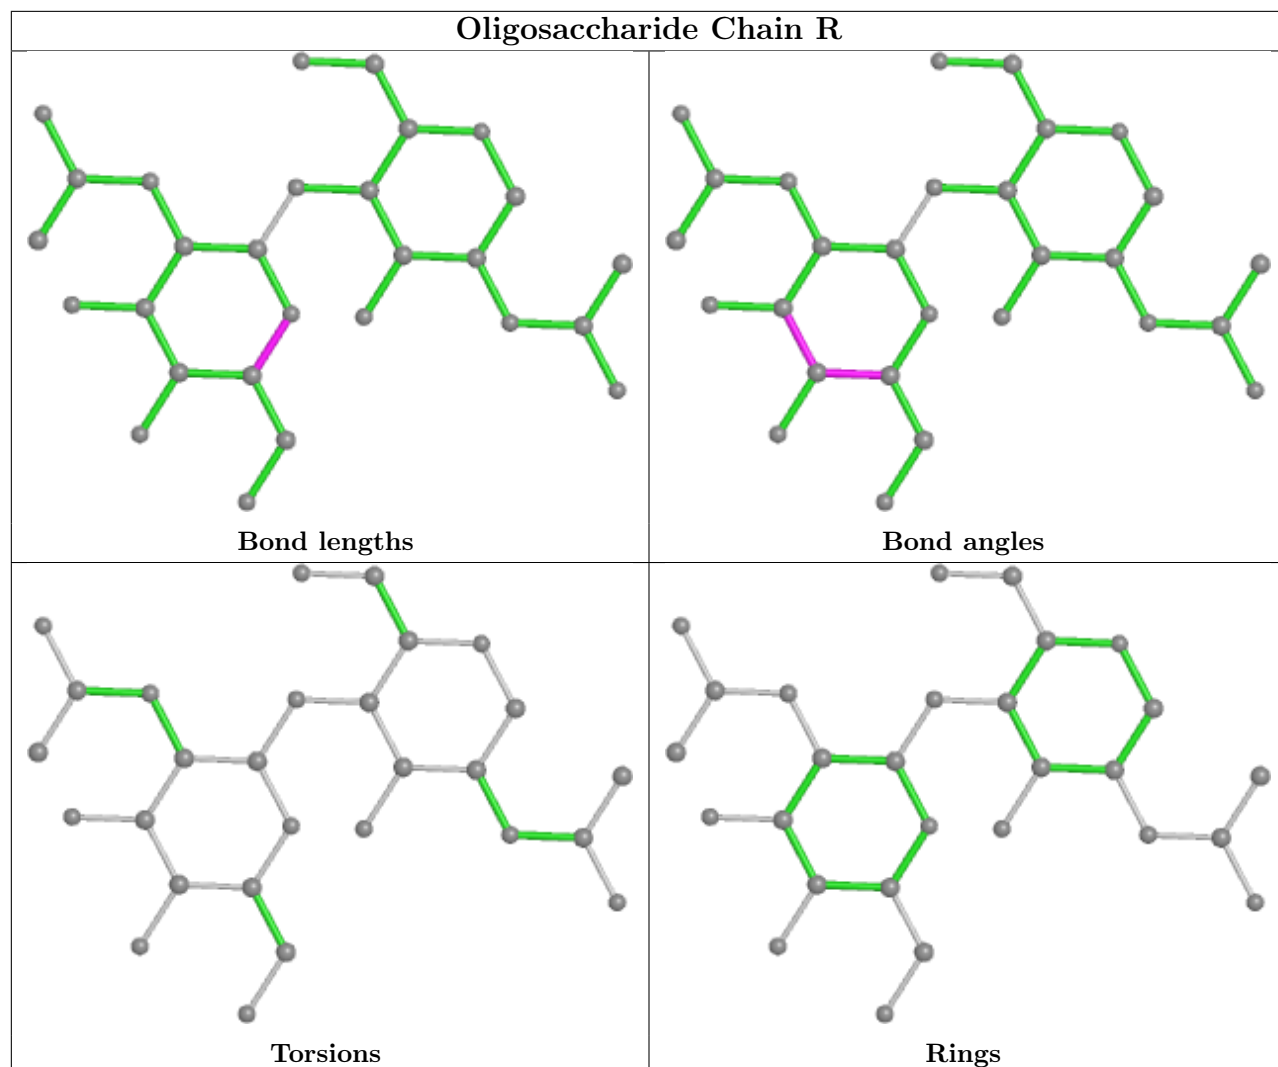 Oligosaccharide Chain R
Bond lengths
Bond angles
Torsions
Rings